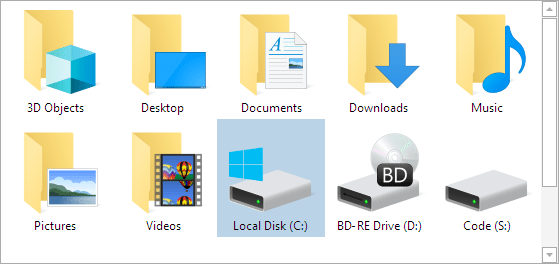 3D Objects
Desktop
Documents
Downloads
Music
A
BD
Pictures
Videos
Local Disk (C:)
BD-RE Drive (D:)
Code (S:)